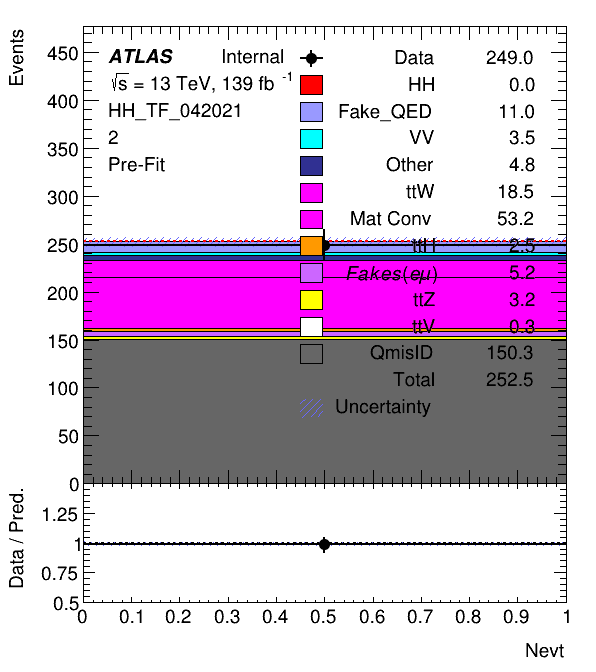 Events
450
400
350
300
250
200
150
100
50
0
ATLAS Internal
√s = 13 TeV, 139 fb⁻¹
HH_TF_042021
2
Pre-Fit
Data 249.0
HH 0.0
Fake_QED 11.0
VV 3.5
Other 4.8
ttW 18.5
Mat Conv 53.2
ttH 2.5
Fakes(eμ) 5.2
ttZ 3.2
ttV 0.3
QmisID 150.3
Total 252.5
Uncertainty
Data / Pred.
1.25
1
0.75
0.5
0 0.1 0.2 0.3 0.4 0.5 0.6 0.7 0.8 0.9 1
Nevt